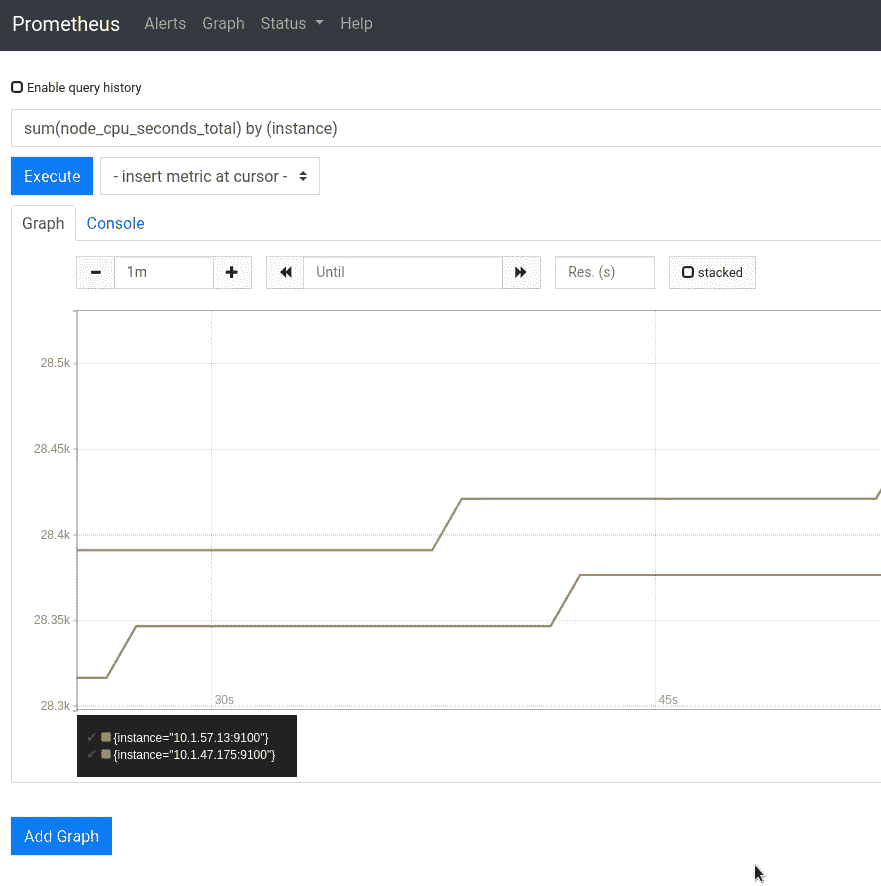 Prometheus Alerts Graph Status Help
Enable query history
sum(node_cpu_seconds_total) by (instance)
Execute - insert metric at cursor -
Graph Console
1m Until Res. (s) stacked
28.5k
28.45k
28.4k
28.35k
28.3k
30s 45s
✓ {instance="10.1.57.13:9100"}
✓ {instance="10.1.47.175:9100"}
Add Graph